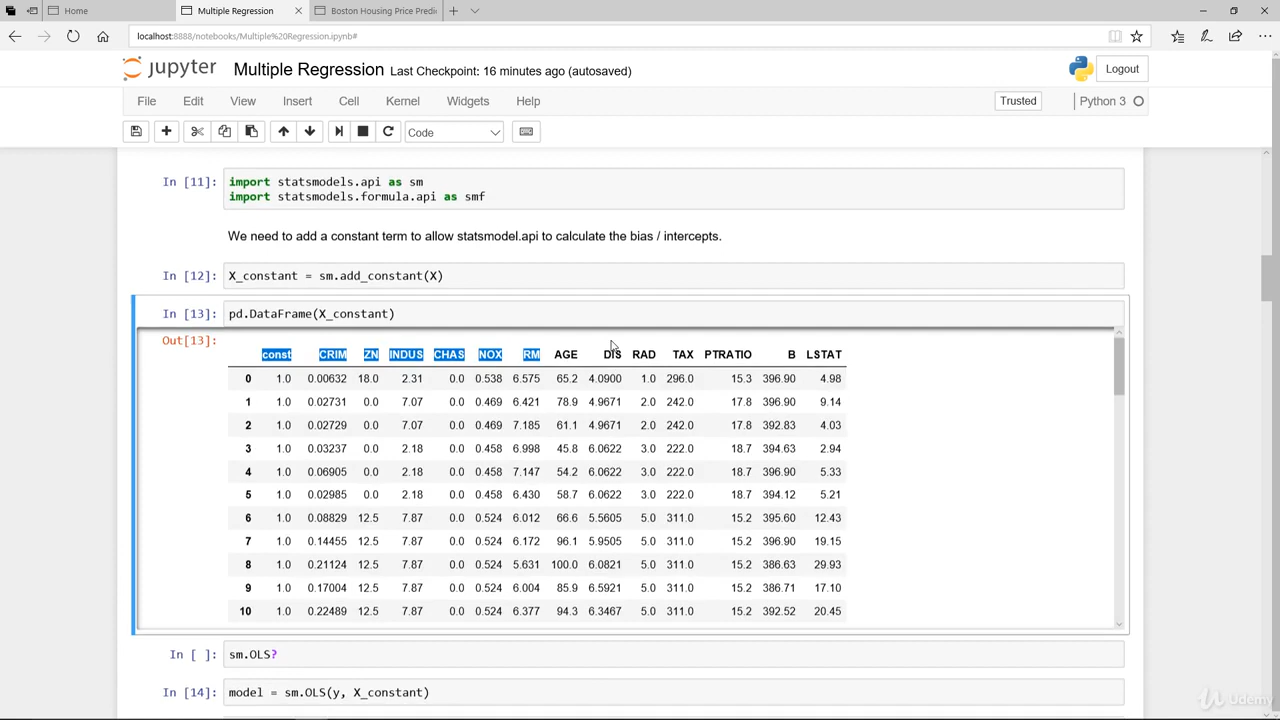 Home
Multiple Regression
Boston Housing Price Predi
localhost:8888/notebooks/Multiple%20Regression.ipynb#
jupyter Multiple Regression Last Checkpoint: 16 minutes ago (autosaved)
Logout
File Edit View Insert Cell Kernel Widgets Help
Trusted
Python 3
Code
In [11]: import statsmodels.api as sm
import statsmodels.formula.api as smf
We need to add a constant term to allow statsmodel.api to calculate the bias / intercepts.
In [12]: X_constant = sm.add_constant(X)
In [13]: pd.DataFrame(X_constant)
Out[13]:
const CRIM ZN INDUS CHAS NOX RM AGE DIS RAD TAX PTRATIO B LSTAT
0 1.0 0.00632 18.0 2.31 0.0 0.538 6.575 65.2 4.0900 1.0 296.0 15.3 396.90 4.98
1 1.0 0.02731 0.0 7.07 0.0 0.469 6.421 78.9 4.9671 2.0 242.0 17.8 396.90 9.14
2 1.0 0.02729 0.0 7.07 0.0 0.469 7.185 61.1 4.9671 2.0 242.0 17.8 392.83 4.03
3 1.0 0.03237 0.0 2.18 0.0 0.458 6.998 45.8 6.0622 3.0 222.0 18.7 394.63 2.94
4 1.0 0.06905 0.0 2.18 0.0 0.458 7.147 54.2 6.0622 3.0 222.0 18.7 396.90 5.33
5 1.0 0.02985 0.0 2.18 0.0 0.458 6.430 58.7 6.0622 3.0 222.0 18.7 394.12 5.21
6 1.0 0.08829 12.5 7.87 0.0 0.524 6.012 66.6 5.5605 5.0 311.0 15.2 395.60 12.43
7 1.0 0.14455 12.5 7.87 0.0 0.524 6.172 96.1 5.9505 5.0 311.0 15.2 396.90 19.15
8 1.0 0.21124 12.5 7.87 0.0 0.524 5.631 100.0 6.0821 5.0 311.0 15.2 386.63 29.93
9 1.0 0.17004 12.5 7.87 0.0 0.524 6.004 85.9 6.5921 5.0 311.0 15.2 386.71 17.10
10 1.0 0.22489 12.5 7.87 0.0 0.524 6.377 94.3 6.3467 5.0 311.0 15.2 392.52 20.45
In [ ]: sm.OLS?
In [14]: model = sm.OLS(y, X_constant)
Udemy